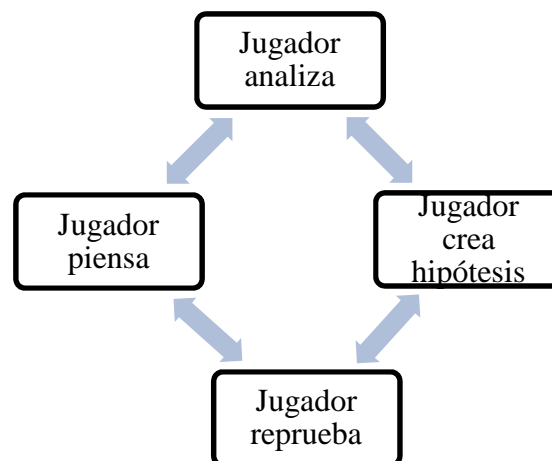 Jugador
analiza
Jugador
piensa
Jugador
crea
hipótesis
Jugador
reprueba